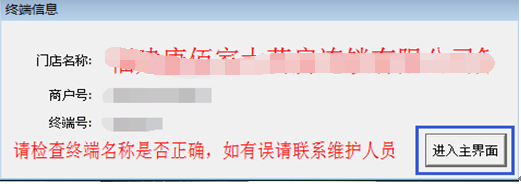 终端信息
门店名称:
商户号:
终端号:
请检查终端名称是否正确，如有误请联系维护人员
进入主界面